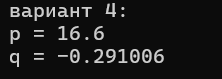 вариант 4:
p = 16.6
q = -0.291006